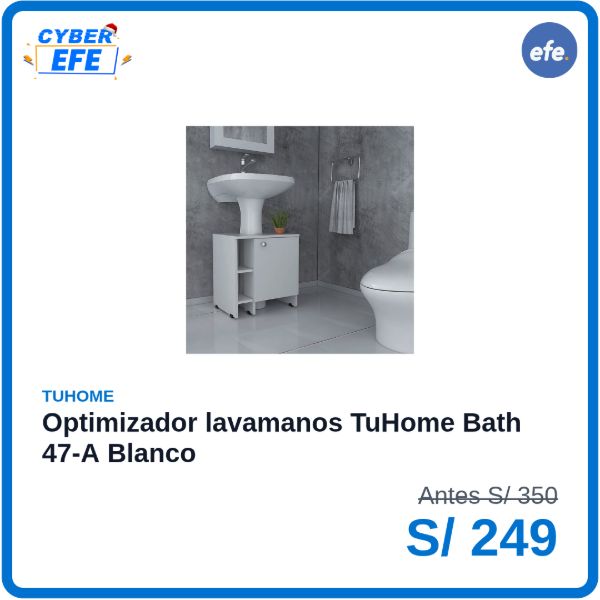 CYBER
EFE
efe.
TUHOME
Optimizador lavamanos TuHome Bath
47-A Blanco
Antes S/ 350
S/ 249